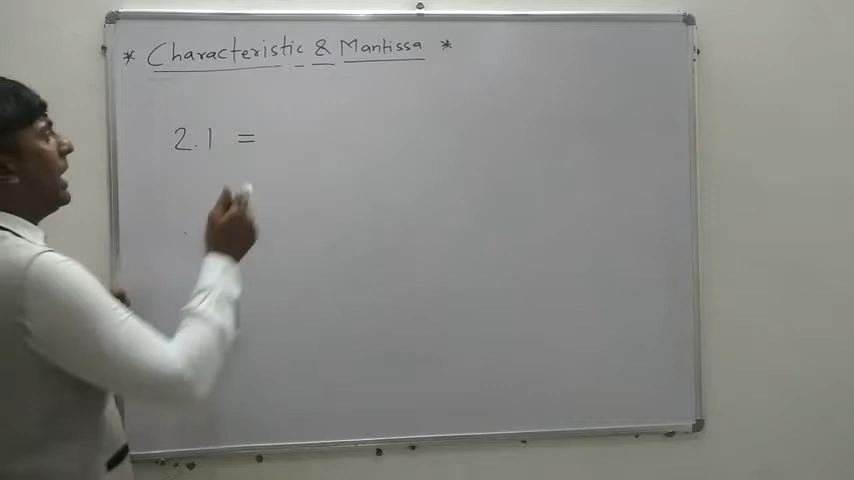 * Characteristic & Mantissa *
2.1 =